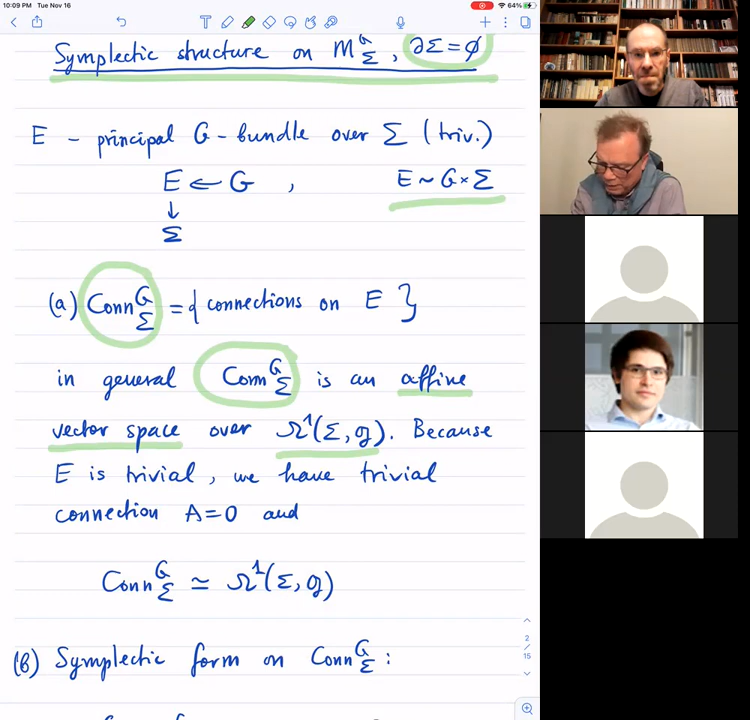 10:09 PM Tue Nov 16
64%
Symplectic structure on M^G_Σ, ∂Σ=∅
E - principal G-bundle over Σ (triv.)
E ← G , E ~ G×Σ
↓
Σ
(a) Conn^G_Σ = { connections on E }
in general Conn^G_Σ is an affine
vector space over Ω¹(Σ, g). Because
E is trivial, we have trivial
connection A=0 and
Conn^G_Σ ≃ Ω¹(Σ, g)
2
/
15
(b) Symplectic form on Conn^G_Σ :